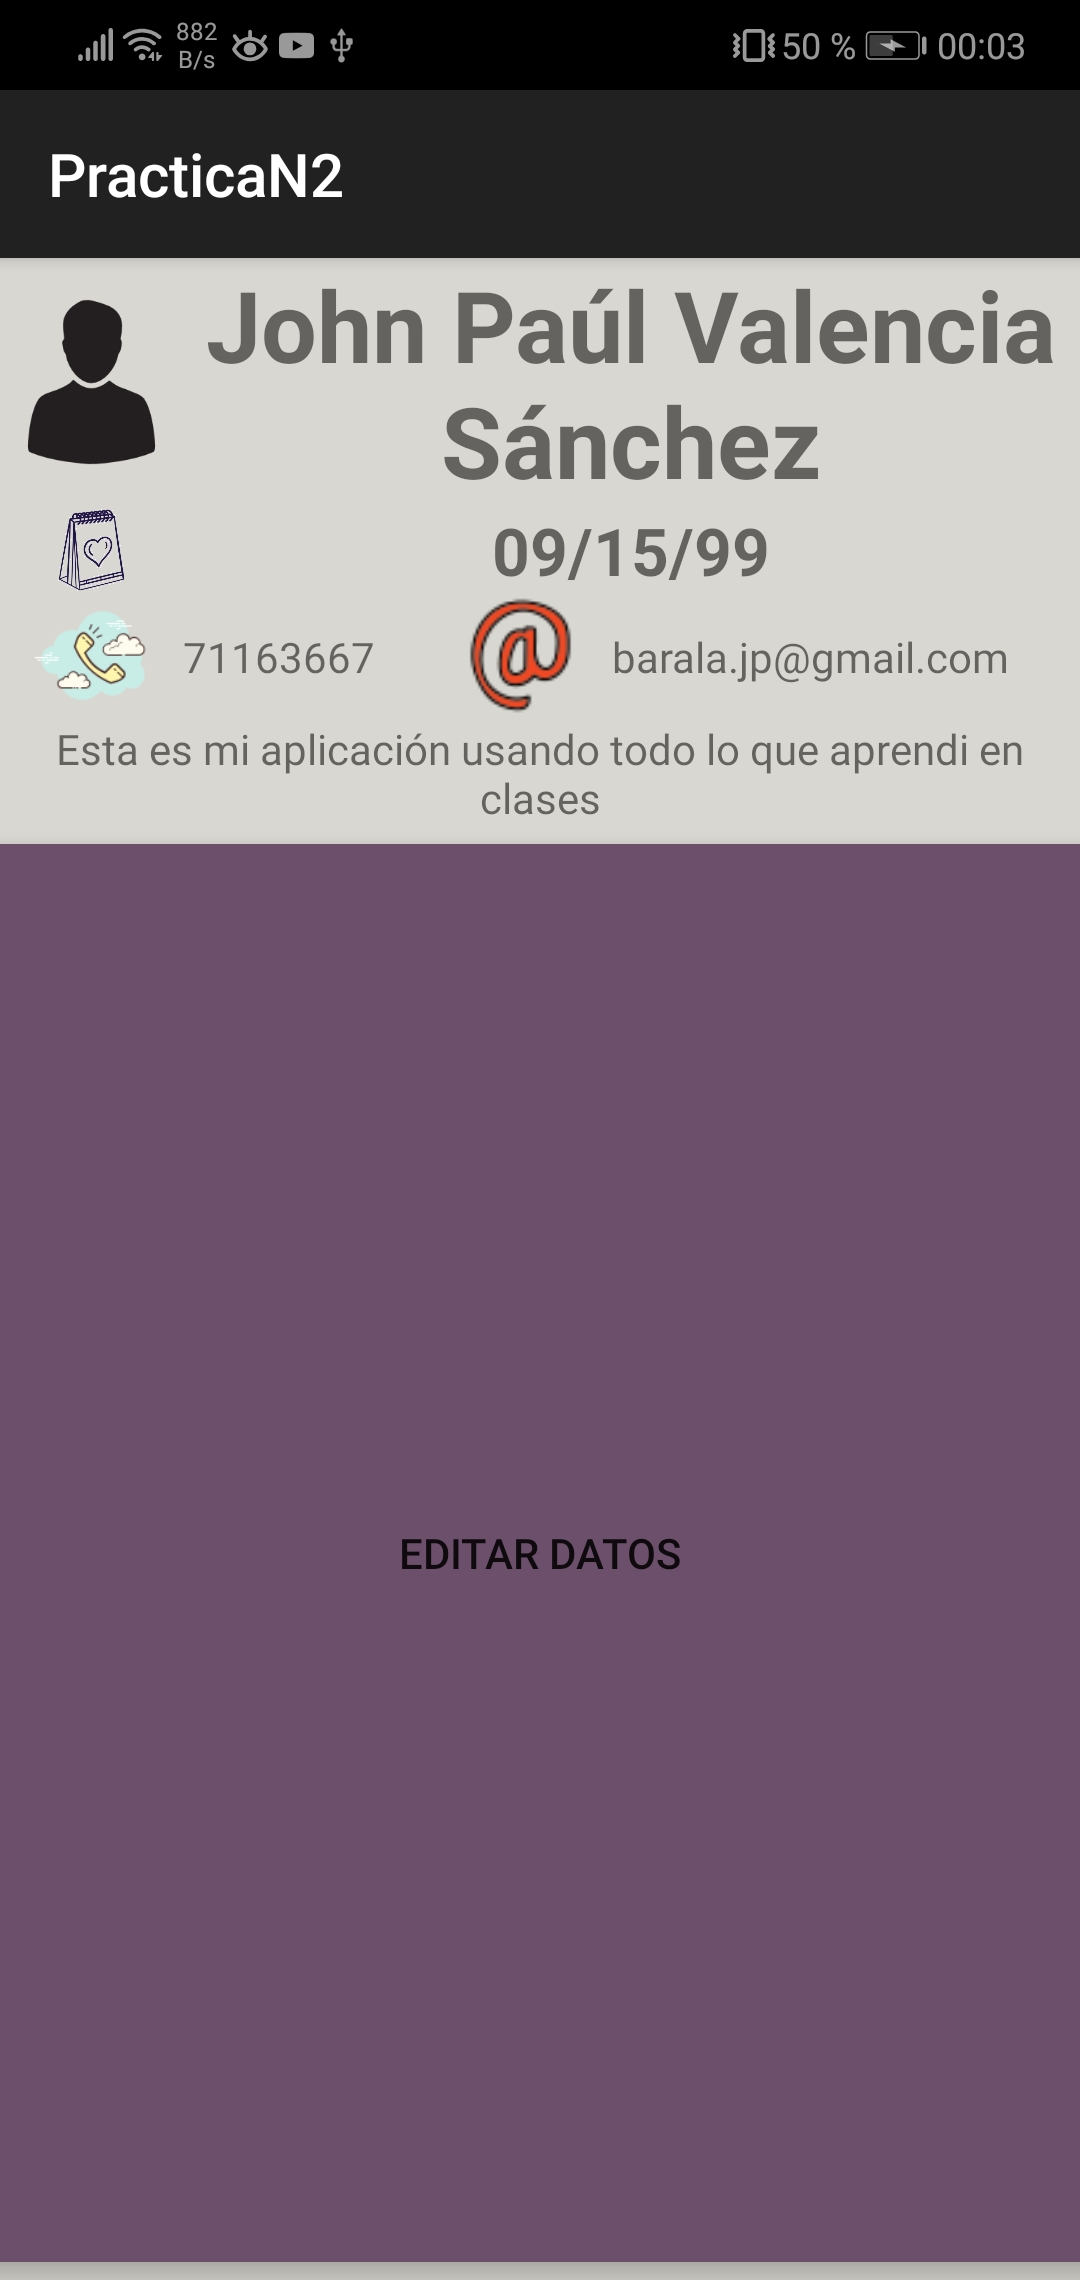 882
B/s
50 %
00:03
PracticaN2
John Paúl Valencia
Sánchez
09/15/99
71163667
@
barala.jp@gmail.com
Esta es mi aplicación usando todo lo que aprendi en
clases
EDITAR DATOS